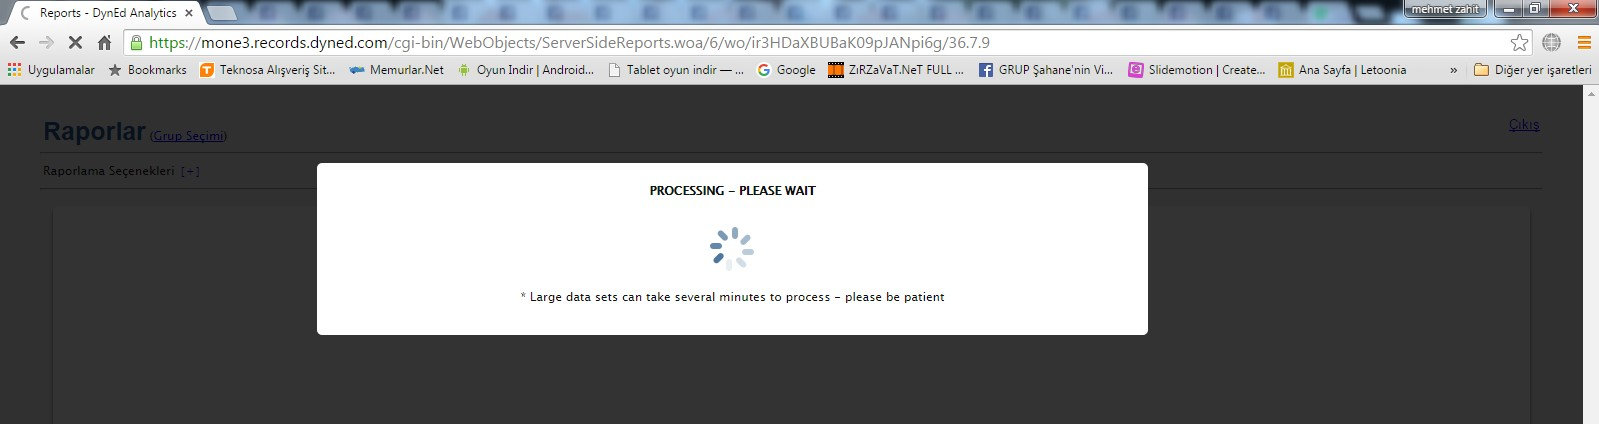 Reports - DynEd Analytics
mehmet zahit
https://mone3.records.dyned.com/cgi-bin/WebObjects/ServerSideReports.woa/6/wo/ir3HDaXBUBaK09pJANpi6g/36.7.9
Uygulamalar Bookmarks Teknosa Alışveriş Sit... Memurlar.Net Oyun Indir | Android... Tablet oyun indir — ... Google ZıRZaVaT.NeT FULL ... GRUP Şahane'nin Vi... Slidemotion | Create... Ana Sayfa | Letoonia » Diğer yer işaretleri
Raporlar (Grup Seçimi) Çıkış
Raporlama Seçenekleri [+]
PROCESSING - PLEASE WAIT
* Large data sets can take several minutes to process - please be patient